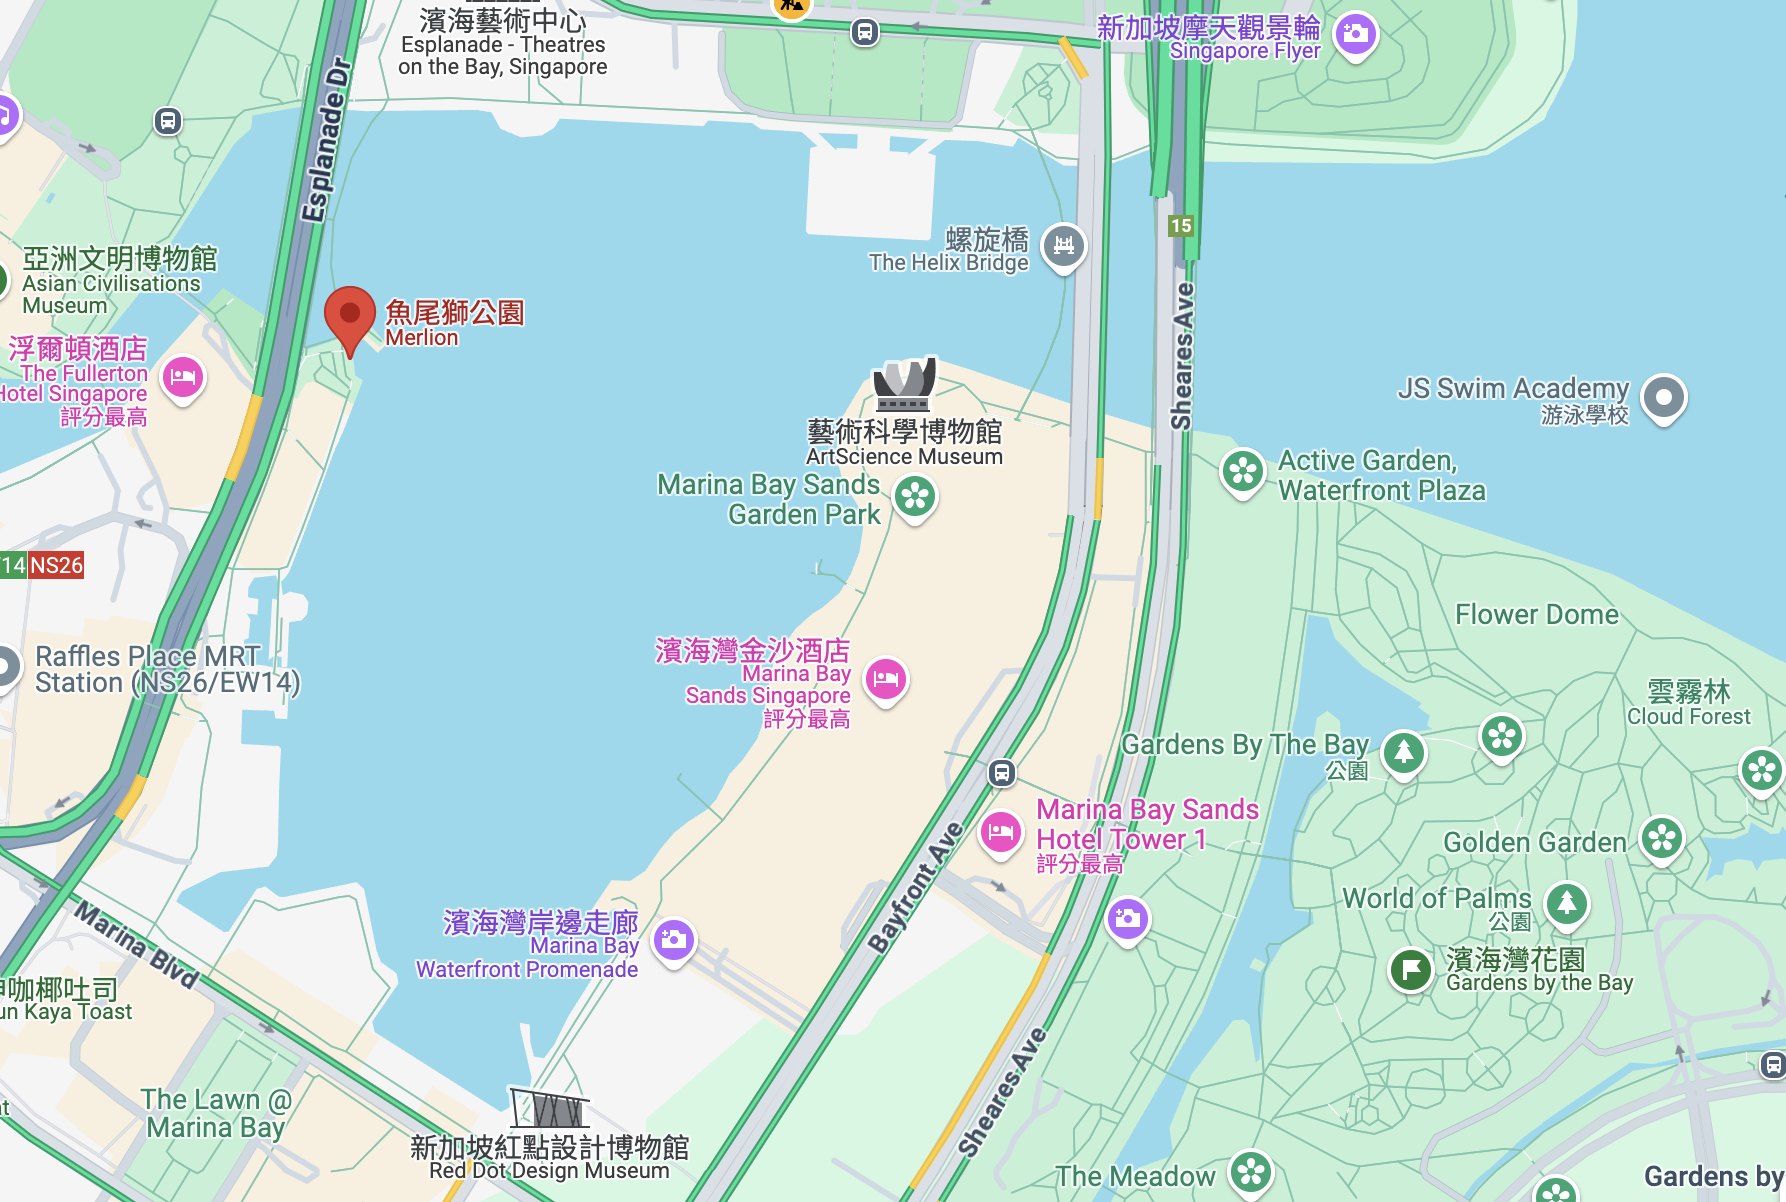 濱海藝術中心
Esplanade - Theatres
on the Bay, Singapore
新加坡摩天觀景輪
Singapore Flyer
Esplanade Dr
15
螺旋橋
The Helix Bridge
亞洲文明博物館
Asian Civilisations
Museum
魚尾獅公園
Merlion
浮爾頓酒店
The Fullerton
Hotel Singapore
評分最高
Sheares Ave
JS Swim Academy
游泳學校
藝術科學博物館
ArtScience Museum
Marina Bay Sands
Garden Park
Active Garden,
Waterfront Plaza
14
NS26
Flower Dome
Raffles Place MRT
Station (NS26/EW14)
濱海灣金沙酒店
Marina Bay
Sands Singapore
評分最高
雲霧林
Cloud Forest
Gardens By The Bay
公園
Marina Bay Sands
Hotel Tower 1
評分最高
Golden Garden
Bayfront Ave
World of Palms
公園
Marina Blvd
濱海灣岸邊走廊
Marina Bay
Waterfront Promenade
濱海灣花園
Gardens by the Bay
咖椰吐司
un Kaya Toast
Sheares Ave
The Lawn @
Marina Bay
新加坡紅點設計博物館
Red Dot Design Museum
The Meadow
Gardens by